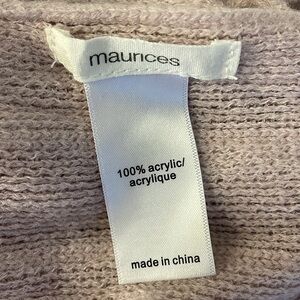 maurices
100% acrylic/
acrylique
made in china